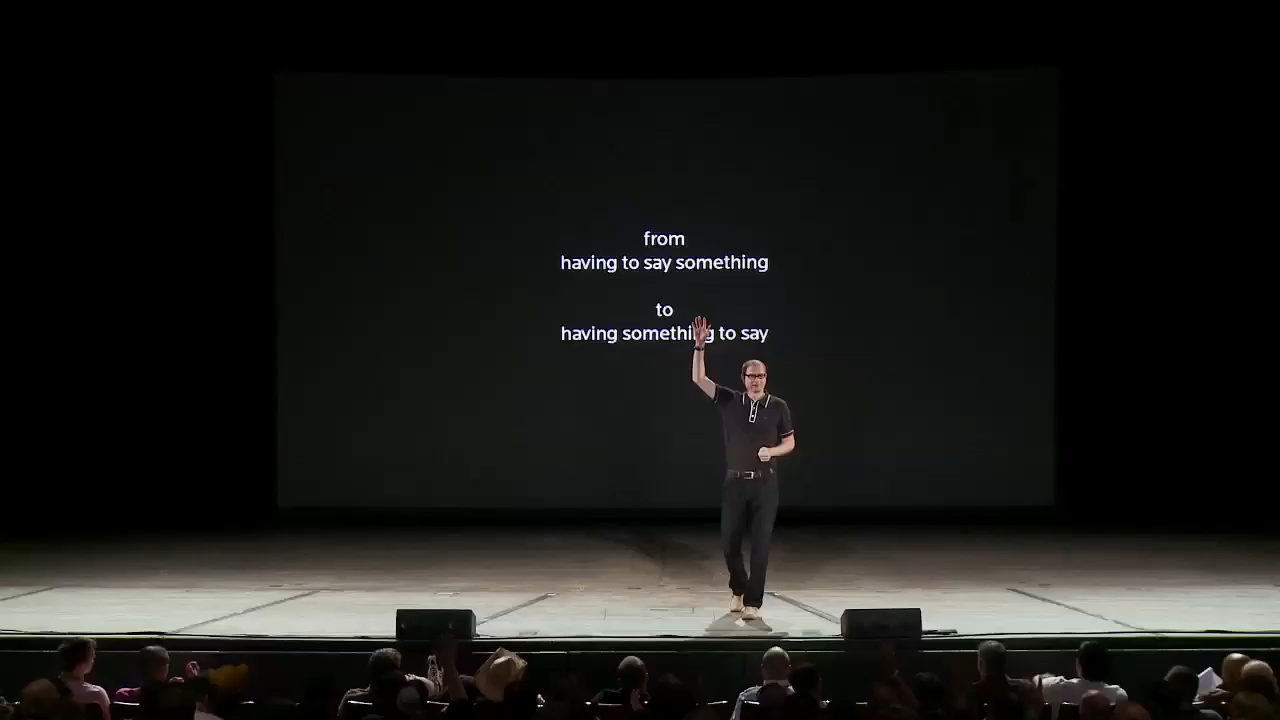 from
having to say something
to
having something to say